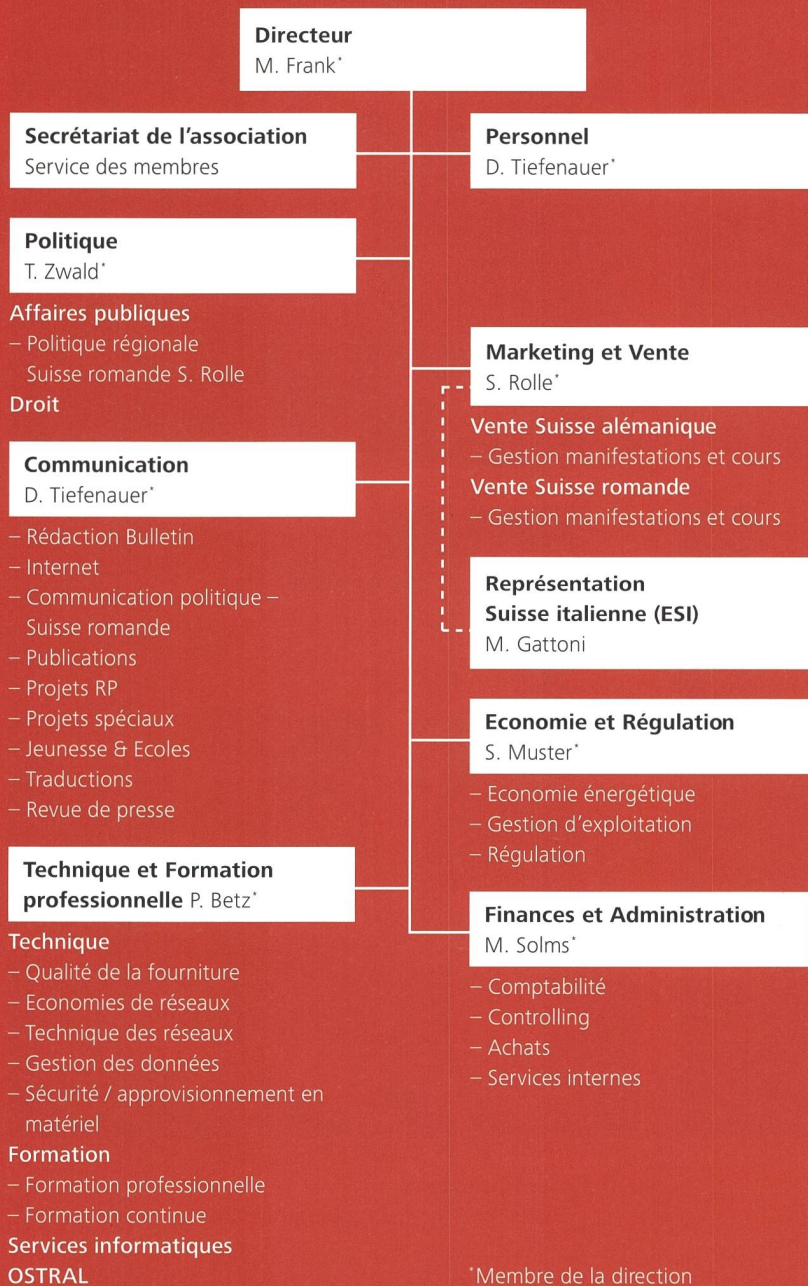 Directeur
M. Frank*
Secrétariat de l'association
Service des membres
Personnel
D. Tiefenauer*
Politique
T. Zwald*
Affaires publiques
– Politique régionale
Suisse romande S. Rolle
Droit
Marketing et Vente
S. Rolle*
Vente Suisse alémanique
– Gestion manifestations et cours
Vente Suisse romande
– Gestion manifestations et cours
Communication
D. Tiefenauer*
– Rédaction Bulletin
– Internet
– Communication politique –
Suisse romande
– Publications
– Projets RP
– Projets spéciaux
– Jeunesse & Ecoles
– Traductions
– Revue de presse
Représentation
Suisse italienne (ESI)
M. Gattoni
Economie et Régulation
S. Muster*
– Economie énergétique
– Gestion d'exploitation
– Régulation
Technique et Formation
professionnelle P. Betz*
Technique
– Qualité de la fourniture
– Economies de réseaux
– Technique des réseaux
– Gestion des données
– Sécurité / approvisionnement en
matériel
Formation
– Formation professionnelle
– Formation continue
Services informatiques
OSTRAL
Finances et Administration
M. Solms*
– Comptabilité
– Controlling
– Achats
– Services internes
*Membre de la direction